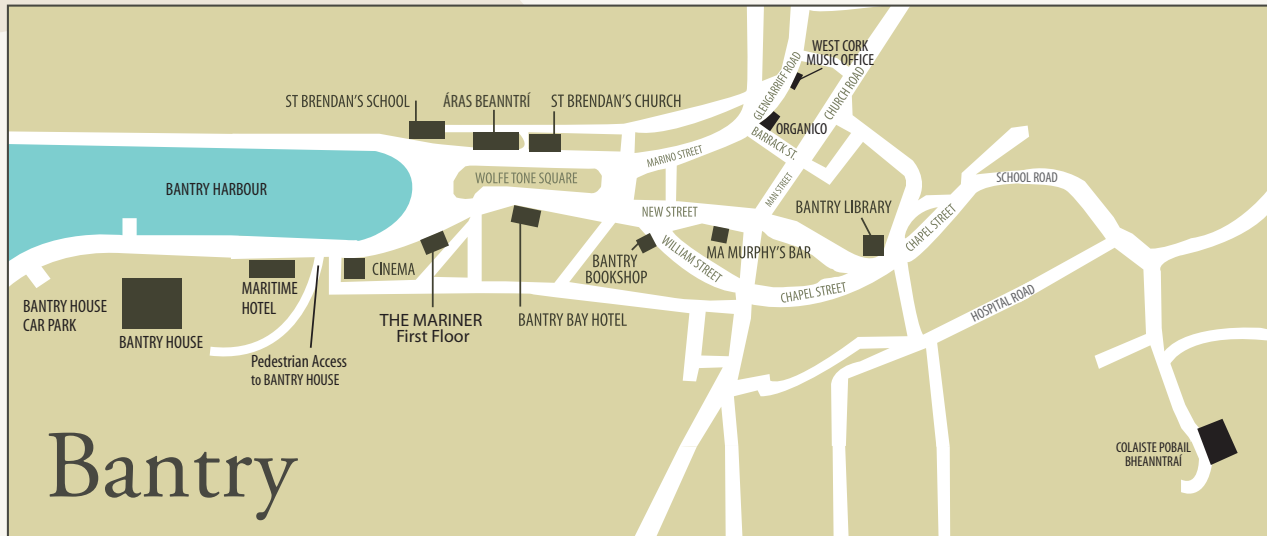 WEST CORK
MUSIC OFFICE
GLENGARRIFF ROAD
CHURCH ROAD
ST BRENDAN'S SCHOOL
ÁRAS BEANNTRÍ
ST BRENDAN'S CHURCH
ORGANICO
BARRACK ST.
MARINO STREET
WOLFE TONE SQUARE
BANTRY HARBOUR
MAN STREET
SCHOOL ROAD
NEW STREET
BANTRY LIBRARY
CHAPEL STREET
WILLIAM STREET
MA MURPHY'S BAR
BANTRY
BOOKSHOP
CINEMA
MARITIME
HOTEL
CHAPEL STREET
HOSPITAL ROAD
BANTRY HOUSE
CAR PARK
BANTRY HOUSE
THE MARINER
First Floor
BANTRY BAY HOTEL
Pedestrian Access
to BANTRY HOUSE
Bantry
COLAISTE POBAIL
BHEANNTRAÍ